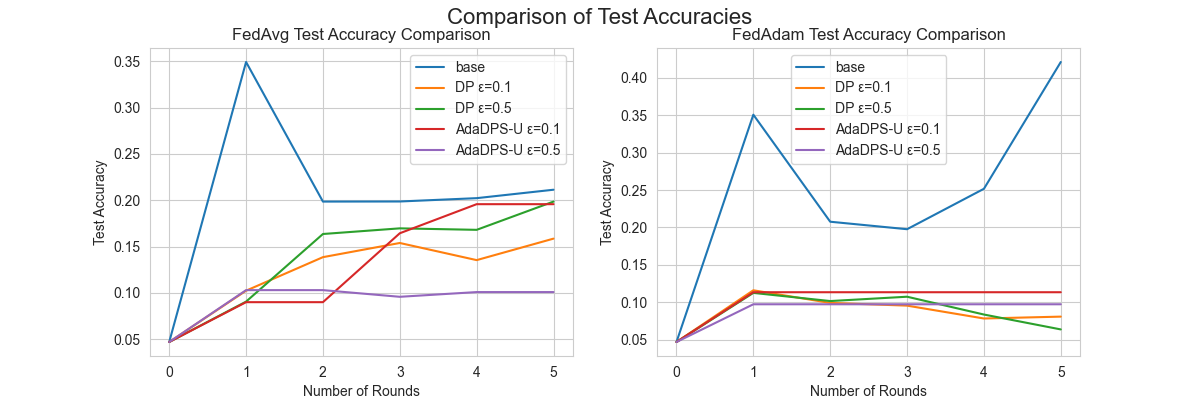 Comparison of Test Accuracies
FedAvg Test Accuracy Comparison
0.35
0.30
0.25
0.20
0.15
0.10
0.05
Test Accuracy
base
DP ε=0.1
DP ε=0.5
AdaDPS-U ε=0.1
AdaDPS-U ε=0.5
0 1 2 3 4 5
Number of Rounds
FedAdam Test Accuracy Comparison
0.40
0.35
0.30
0.25
0.20
0.15
0.10
0.05
Test Accuracy
base
DP ε=0.1
DP ε=0.5
AdaDPS-U ε=0.1
AdaDPS-U ε=0.5
0 1 2 3 4 5
Number of Rounds